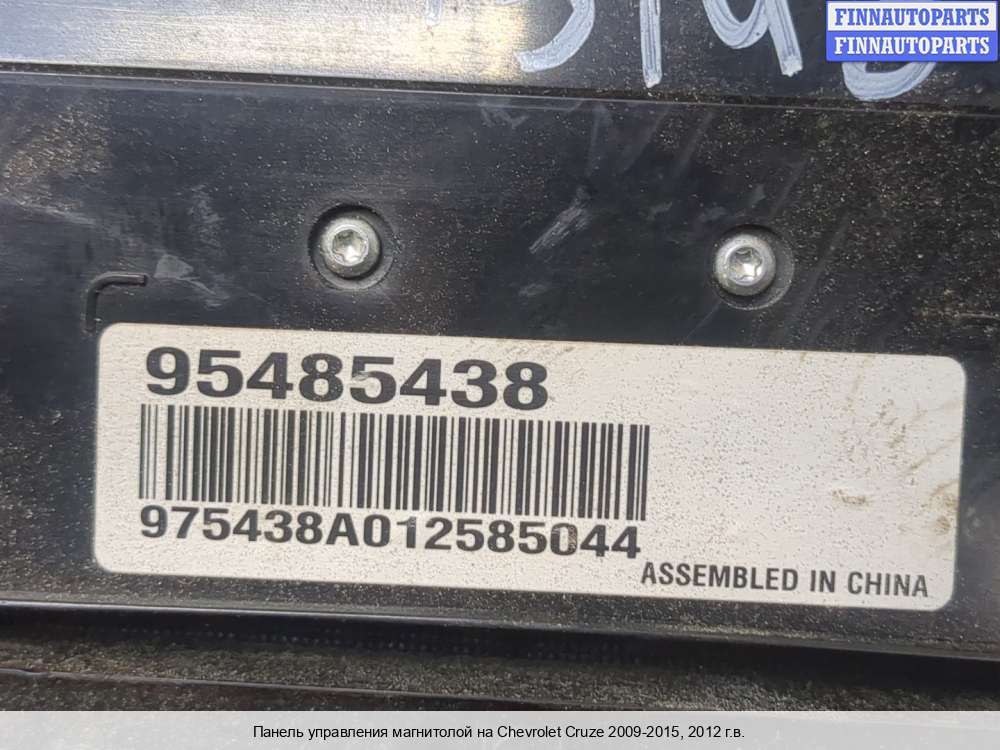 FINNAUTOPARTS
FINNAUTOPARTS
95485438
975438A012585044
ASSEMBLED IN CHINA
Панель управления магнитолой на Chevrolet Cruze 2009-2015, 2012 г.в.